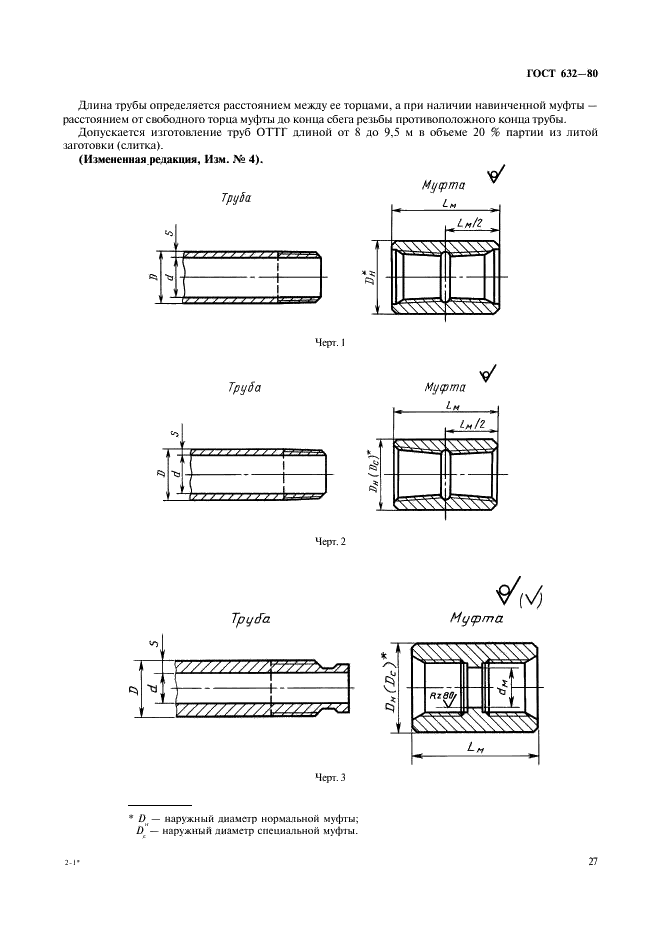 ГОСТ 632—80
Длина трубы определяется расстоянием между ее торцами, а при наличии навинченной муфты —
расстоянием от свободного торца муфты до конца сбега резьбы противоположного конца трубы.
Допускается изготовление труб ОТТГ длиной от 8 до 9,5 м в объеме 20 % партии из литой
заготовки (слитка).
(Измененная редакция, Изм. № 4).
Труба
Муфта
Lм
Lм/2
S
D
d
Dн*
Черт. 1
Труба
Муфта
Lм
Lм/2
S
D
d
Dн(Dс)*
Черт. 2
Труба
Муфта
S
D
d
Dн(Dс)*
Rz80
dм
Lм
Черт. 3
* Dн — наружный диаметр нормальной муфты;
Dс — наружный диаметр специальной муфты.
2-1*
27